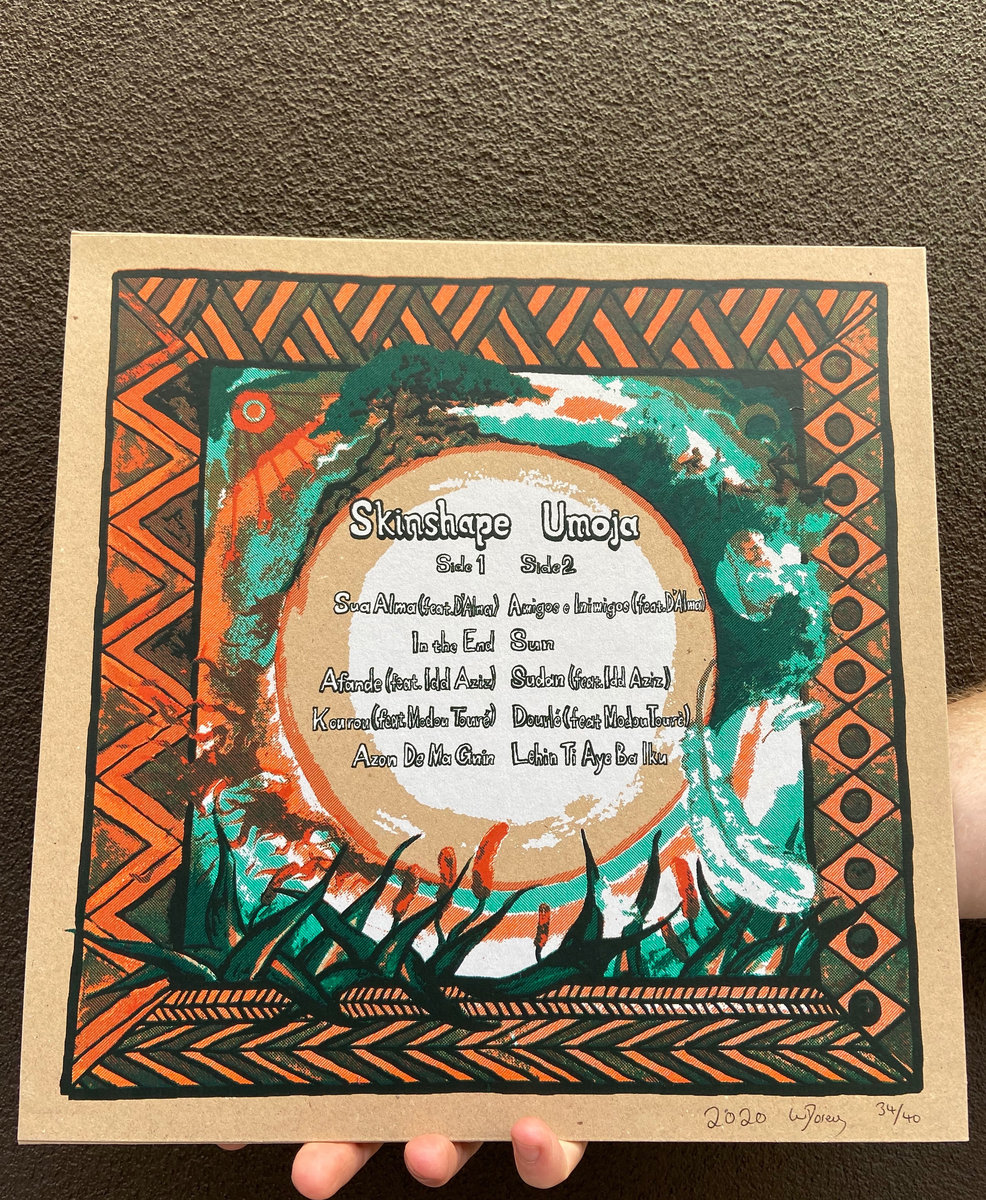 Skinshape Umoja
Side 1 Side 2
Sua Alma (feat. D'Alma) Amigos e Inimigos (feat. D'Alma)
In the End Sun
Afande (feat. Idd Aziz) Sudan (feat. Idd Aziz)
Kourou (feat Modou Touré) Dourlé (feat Modou Touré)
Azon De Ma Gnin Lehin Ti Aye Ba Iku
2020 W Dorey 34/40